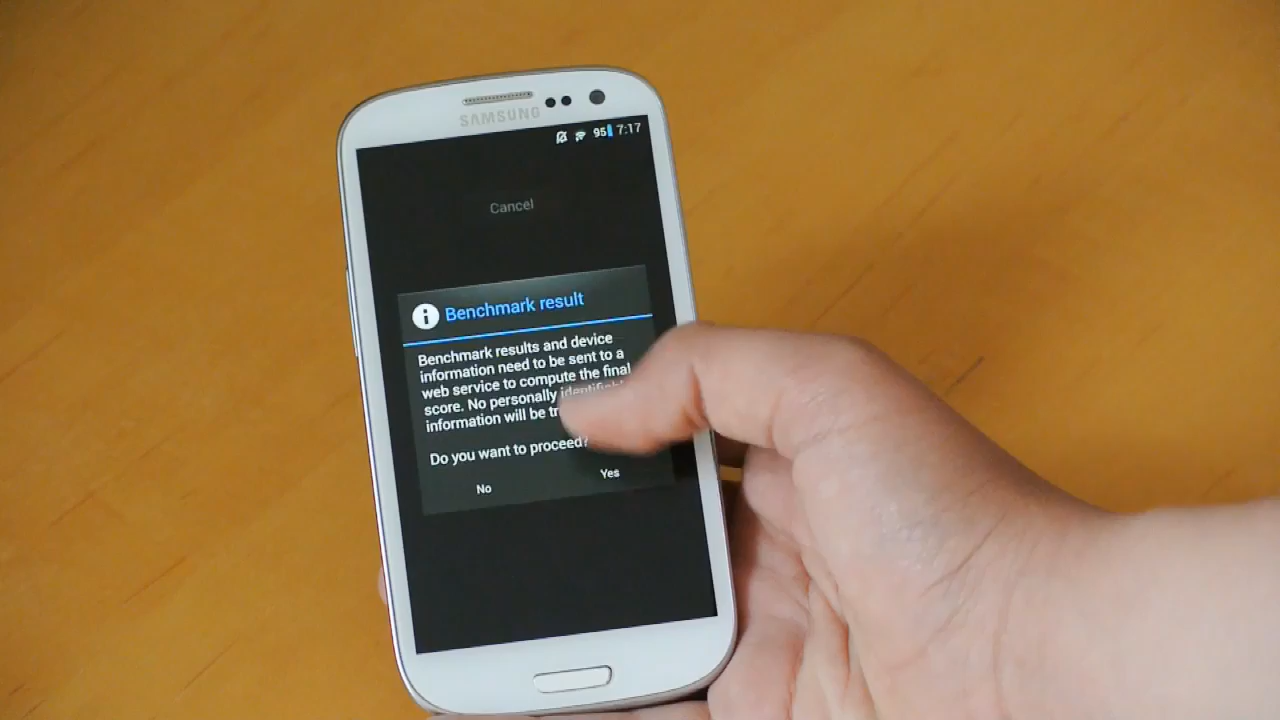 SAMSUNG
95 7:17
Cancel
Benchmark result
Benchmark results and device
information need to be sent to a
web service to compute the final
score. No personally
information will be
Do you want to proceed?
No Yes